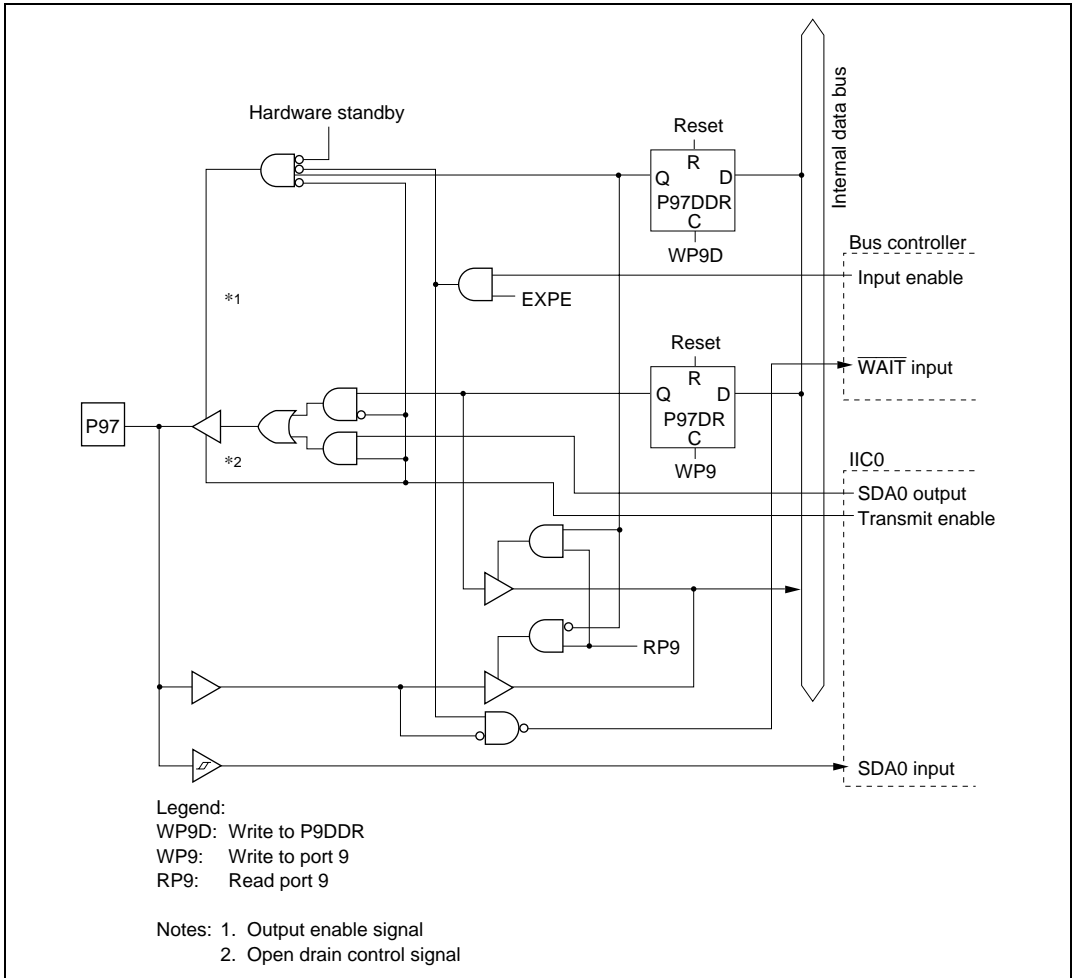 Hardware standby
Reset
R
Q D
P97DDR
C
WP9D
Internal data bus
Bus controller
Input enable
EXPE
*1
Reset
R
Q D
P97DR
C
WP9
WAIT input
P97
*2
IIC0
SDA0 output
Transmit enable
RP9
SDA0 input
Legend:
WP9D: Write to P9DDR
WP9: Write to port 9
RP9: Read port 9
Notes: 1. Output enable signal
2. Open drain control signal